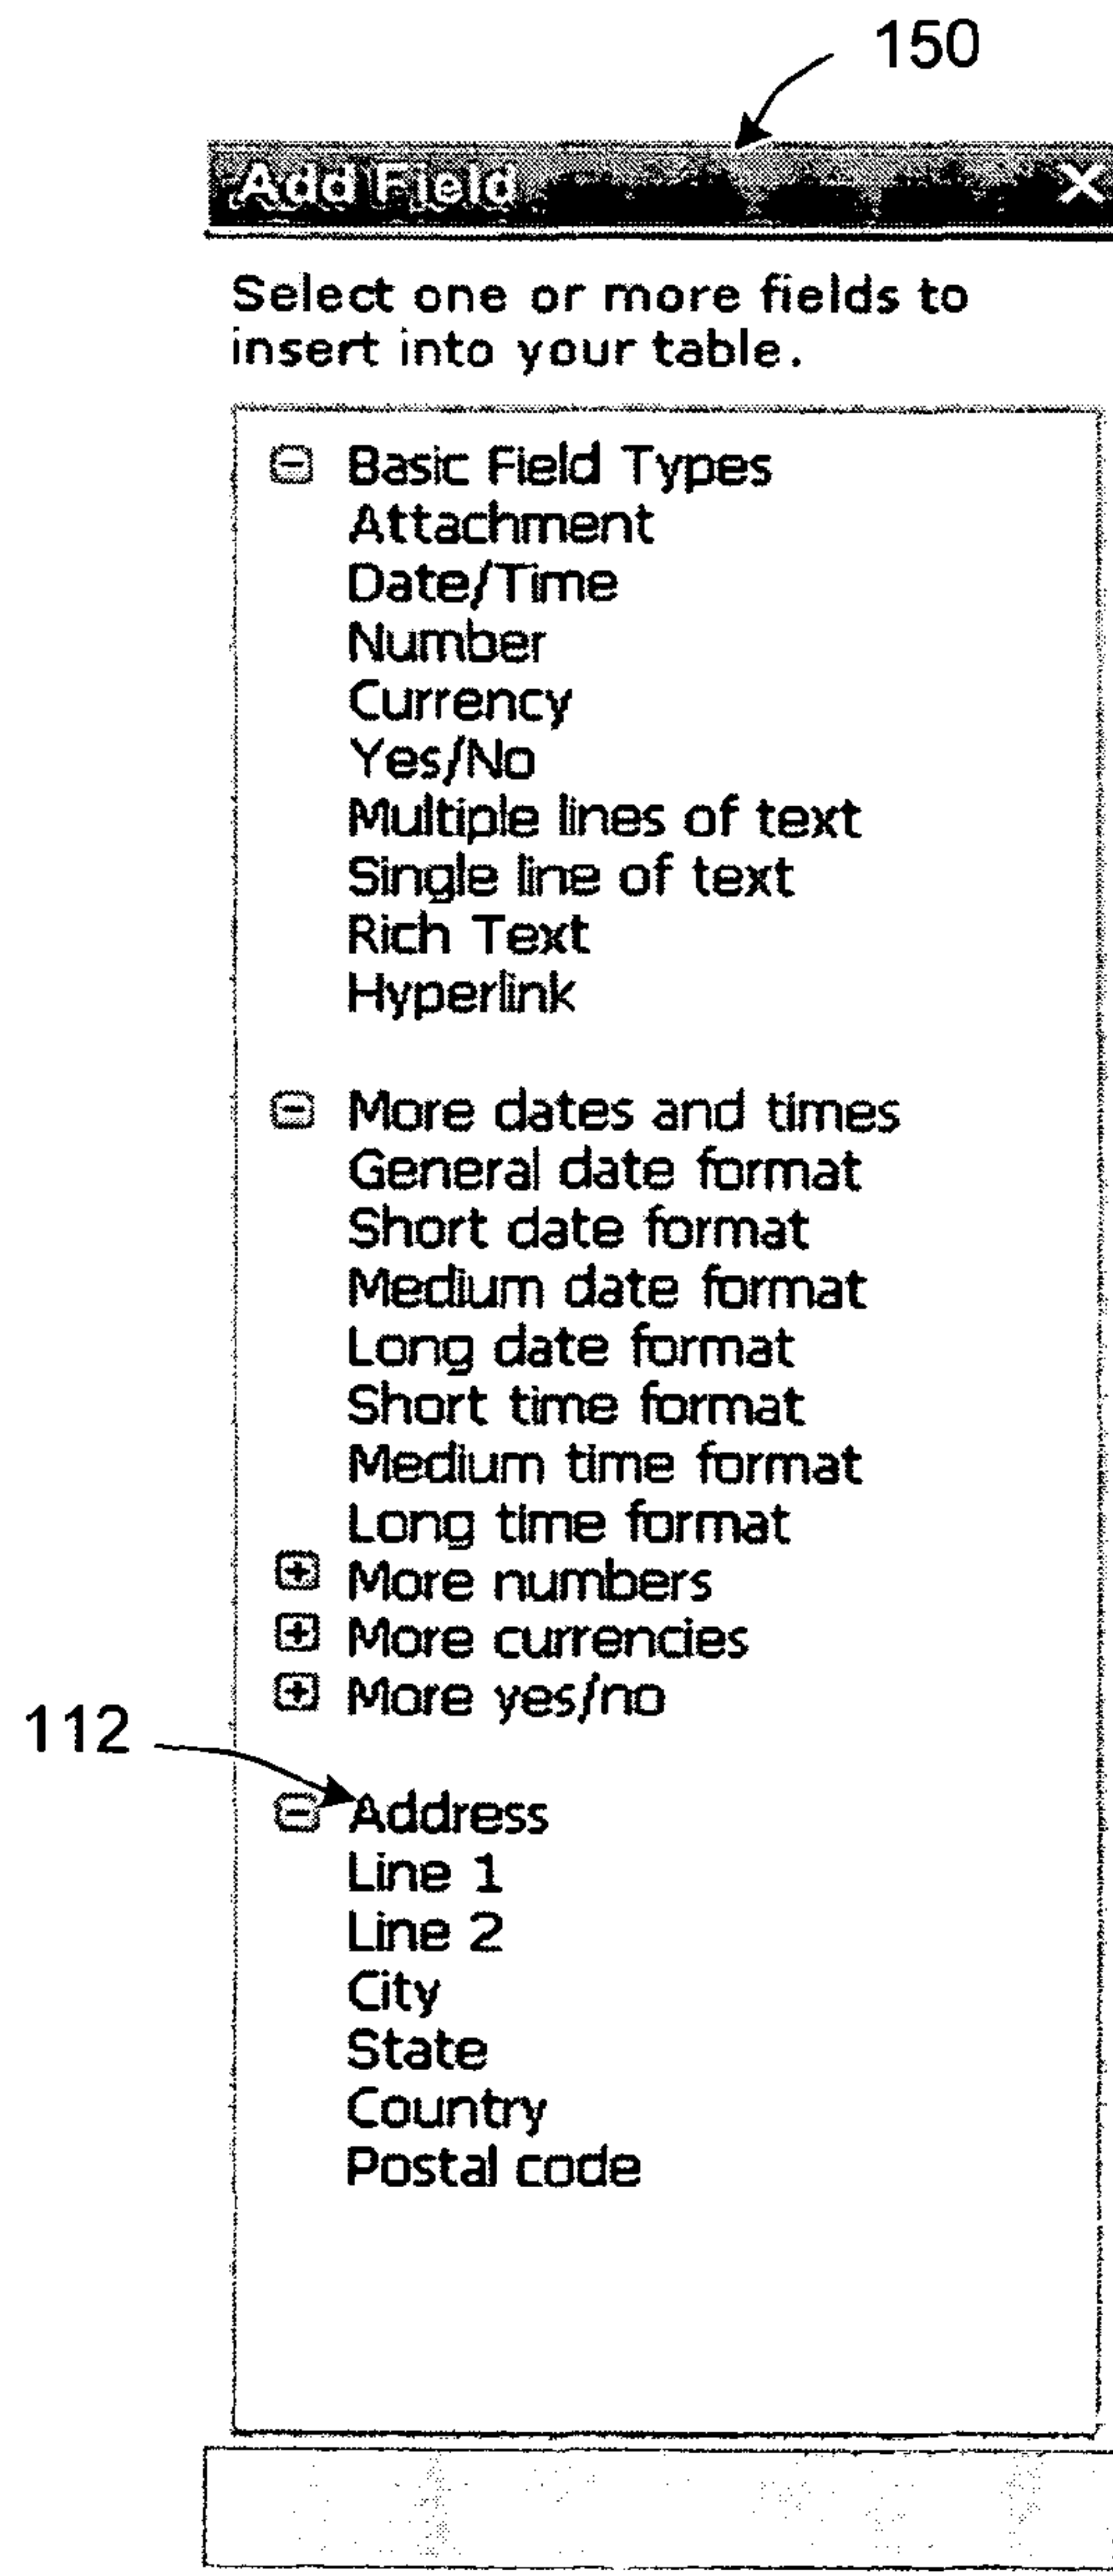 150
Add Field X
Select one or more fields to
insert into your table.
Basic Field Types
Attachment
Date/Time
Number
Currency
Yes/No
Multiple lines of text
Single line of text
Rich Text
Hyperlink
More dates and times
General date format
Short date format
Medium date format
Long date format
Short time format
Medium time format
Long time format
More numbers
More currencies
More yes/no
112
Address
Line 1
Line 2
City
State
Country
Postal code